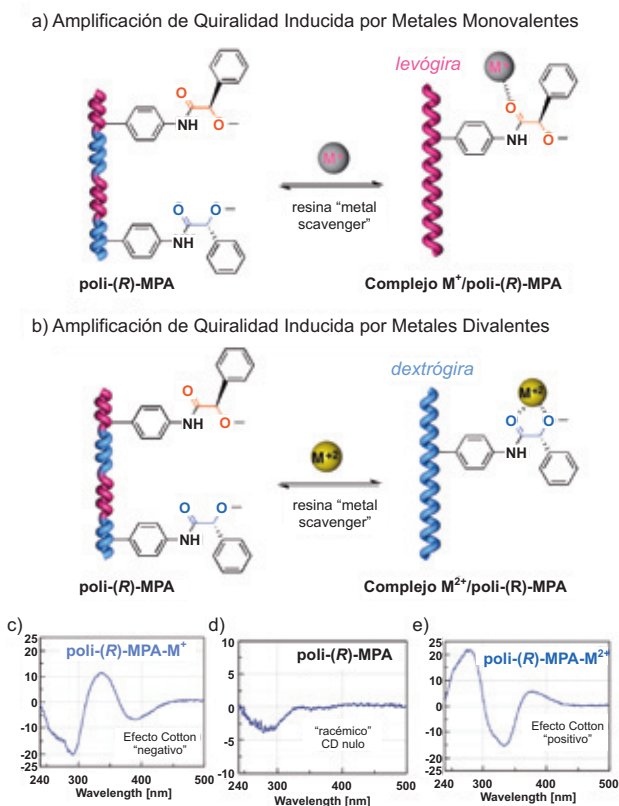 a) Amplificación de Quiralidad Inducida por Metales Monovalentes
levógira
M⁺
O
NH
O
M⁺
O
NH
O
resina “metal
scavenger”
O
O
NH
poli-(R)-MPA
Complejo M⁺/poli-(R)-MPA
b) Amplificación de Quiralidad Inducida por Metales Divalentes
dextrógira
M⁺²
O
NH
O
M⁺²
O
O
NH
resina “metal
scavenger”
O
O
NH
poli-(R)-MPA
Complejo M²⁺/poli-(R)-MPA
c)
25
20
10
0
-10
-20
-25
poli-(R)-MPA-M⁺
Efecto Cotton
“negativo”
240 300 400 500
Wavelength [nm]
d)
10
5
0
-5
-10
poli-(R)-MPA
“racémico”
CD nulo
240 300 400 500
Wavelength [nm]
e)
25
20
10
0
-10
-20
-25
poli-(R)-MPA-M²⁺
Efecto Cotton
“positivo”
240 300 400 500
Wavelength [nm]